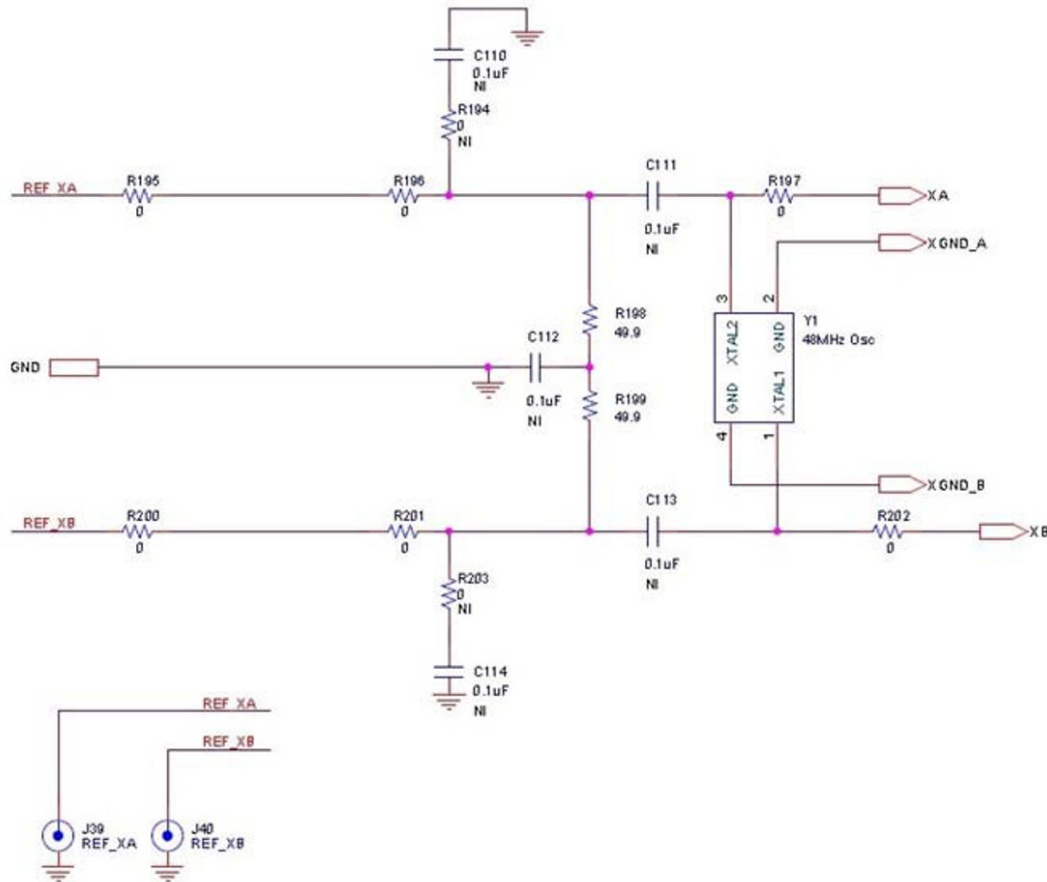 C110
0.1uF
NI
R194
0
NI
REF_XA
R195
0
R196
0
C111
0.1uF
NI
R197
0
XA
XGND_A
3
2
XTAL2
GND
GND
XTAL1
4
1
Y1
48MHz Osc
R198
49.9
GND
C112
0.1uF
NI
R199
49.9
XGND_B
REF_XB
R200
0
R201
0
C113
0.1uF
NI
R202
0
XB
R203
0
NI
C114
0.1uF
NI
REF_XA
REF_XB
J39
REF_XA
J40
REF_XB